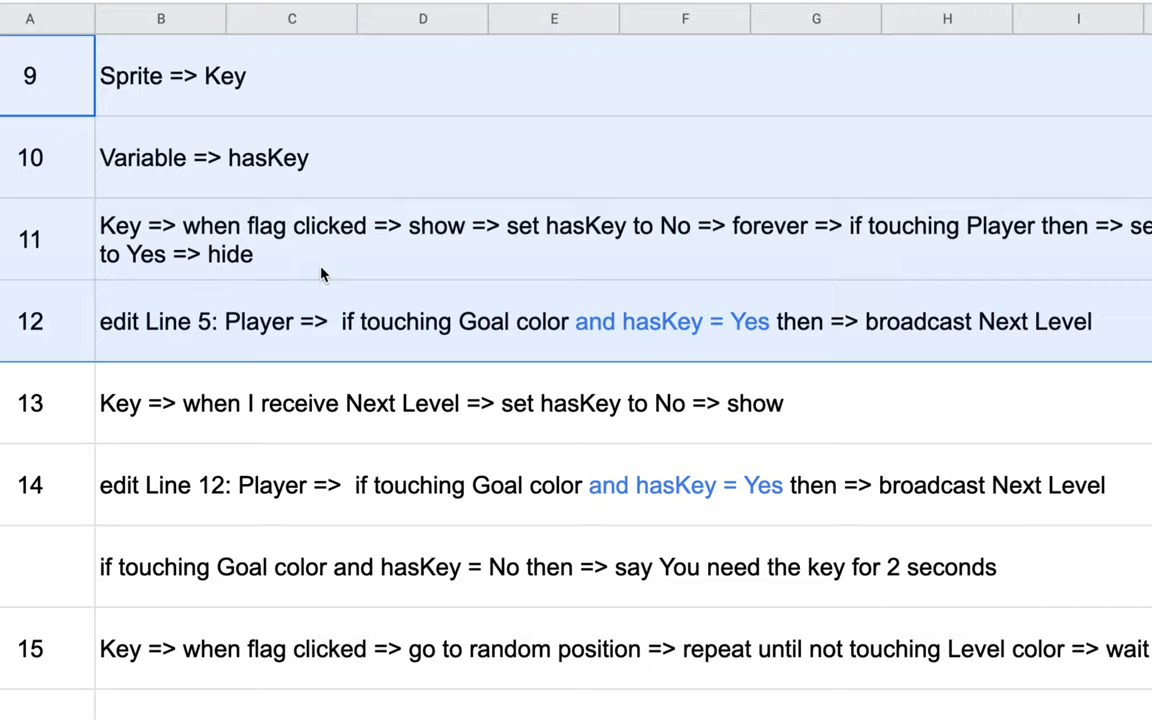 A B C D E F G H I
9 Sprite => Key
10 Variable => hasKey
11 Key => when flag clicked => show => set hasKey to No => forever => if touching Player then =>
to Yes => hide
12 edit Line 5: Player => if touching Goal color and hasKey = Yes then => broadcast Next Level
13 Key => when I receive Next Level => set hasKey to No => show
14 edit Line 12: Player => if touching Goal color and hasKey = Yes then => broadcast Next Level
if touching Goal color and hasKey = No then => say You need the key for 2 seconds
15 Key => when flag clicked => go to random position => repeat until not touching Level color => wait